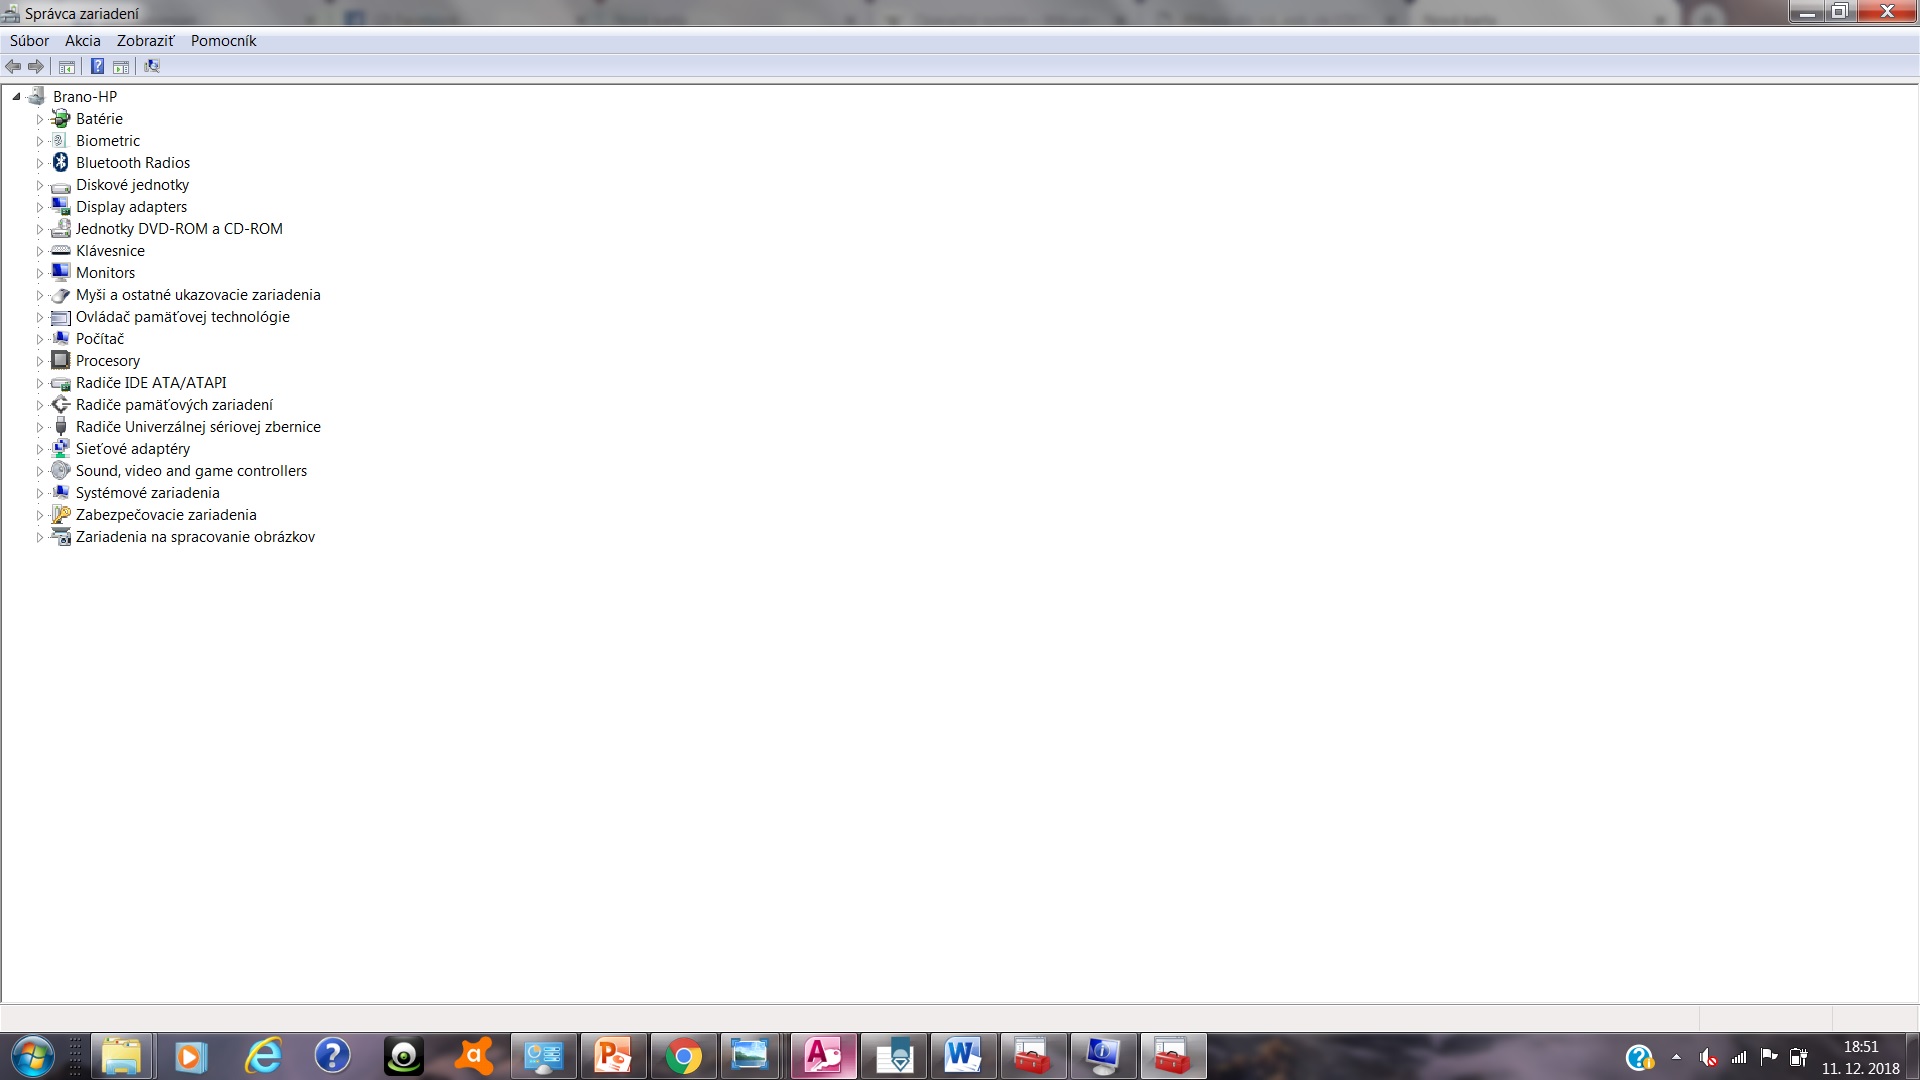 Správca zariadení
Súbor Akcia Zobraziť Pomocník
Brano-HP
Batérie
Biometric
Bluetooth Radios
Diskové jednotky
Display adapters
Jednotky DVD-ROM a CD-ROM
Klávesnice
Monitors
Myši a ostatné ukazovacie zariadenia
Ovládač pamäťovej technológie
Počítač
Procesory
Radiče IDE ATA/ATAPI
Radiče pamäťových zariadení
Radiče Univerzálnej sériovej zbernice
Sieťové adaptéry
Sound, video and game controllers
Systémové zariadenia
Zabezpečovacie zariadenia
Zariadenia na spracovanie obrázkov
18:51
11. 12. 2018